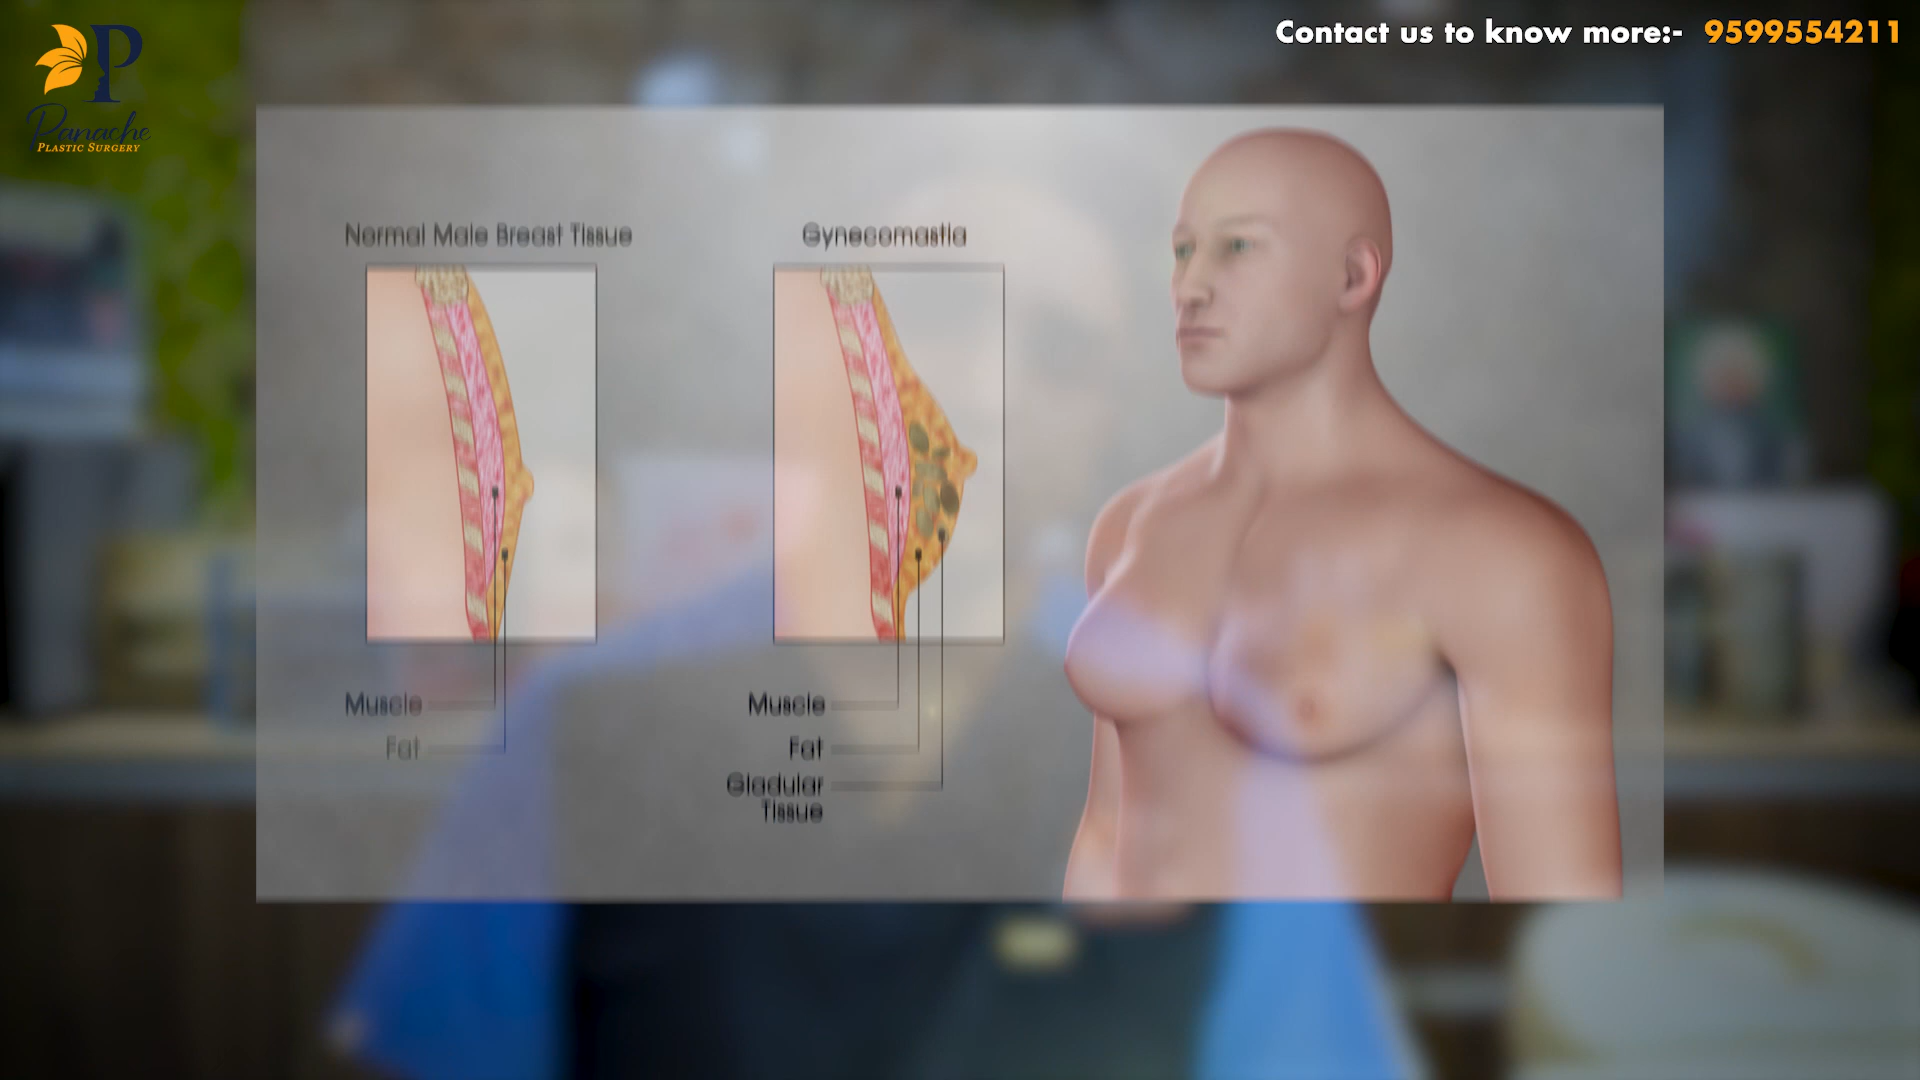 P
Panache
PLASTIC SURGERY
Contact us to know more:- 9599554211
Normal Male Breast Tissue
Gynecomastia
Muscle
Fat
Muscle
Fat
Gladular
Tissue